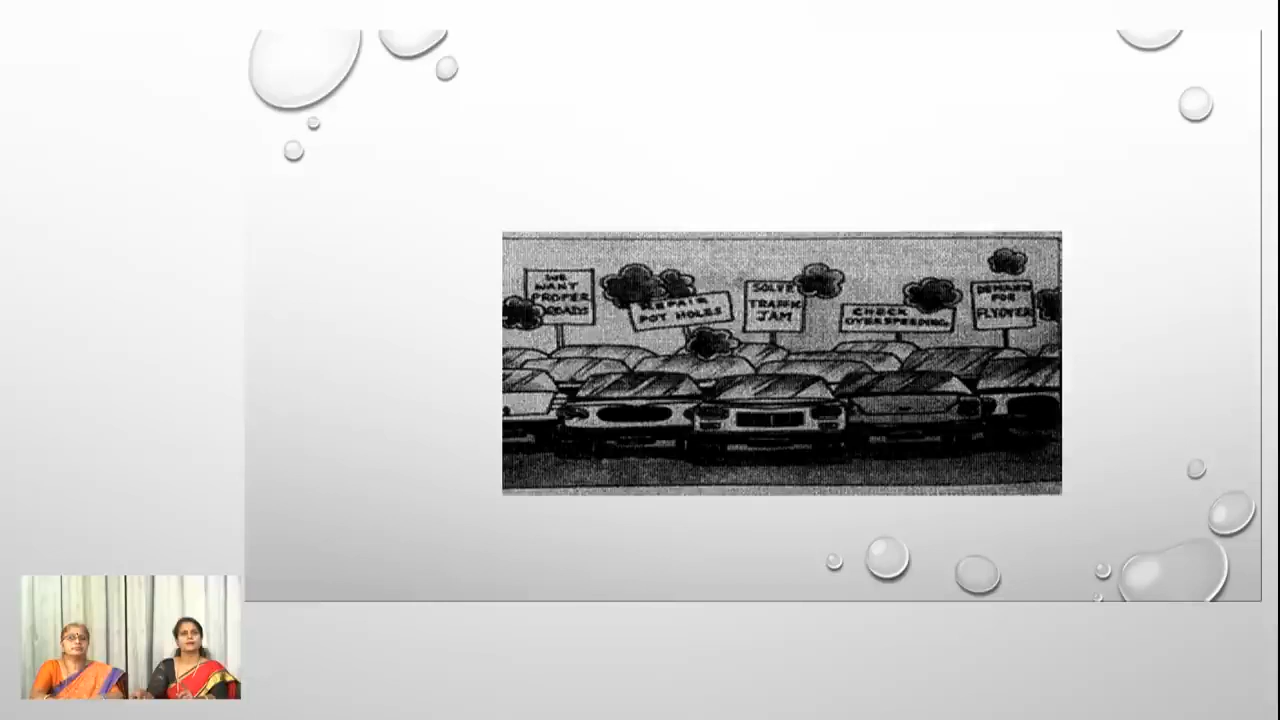 WE
WANT
PROPER
ROADS
REPAIR
POT HOLES
SOLVE
TRAFFIC
JAM
CHECK
OVERSPEEDING
DEMAND
FOR
FLYOVER